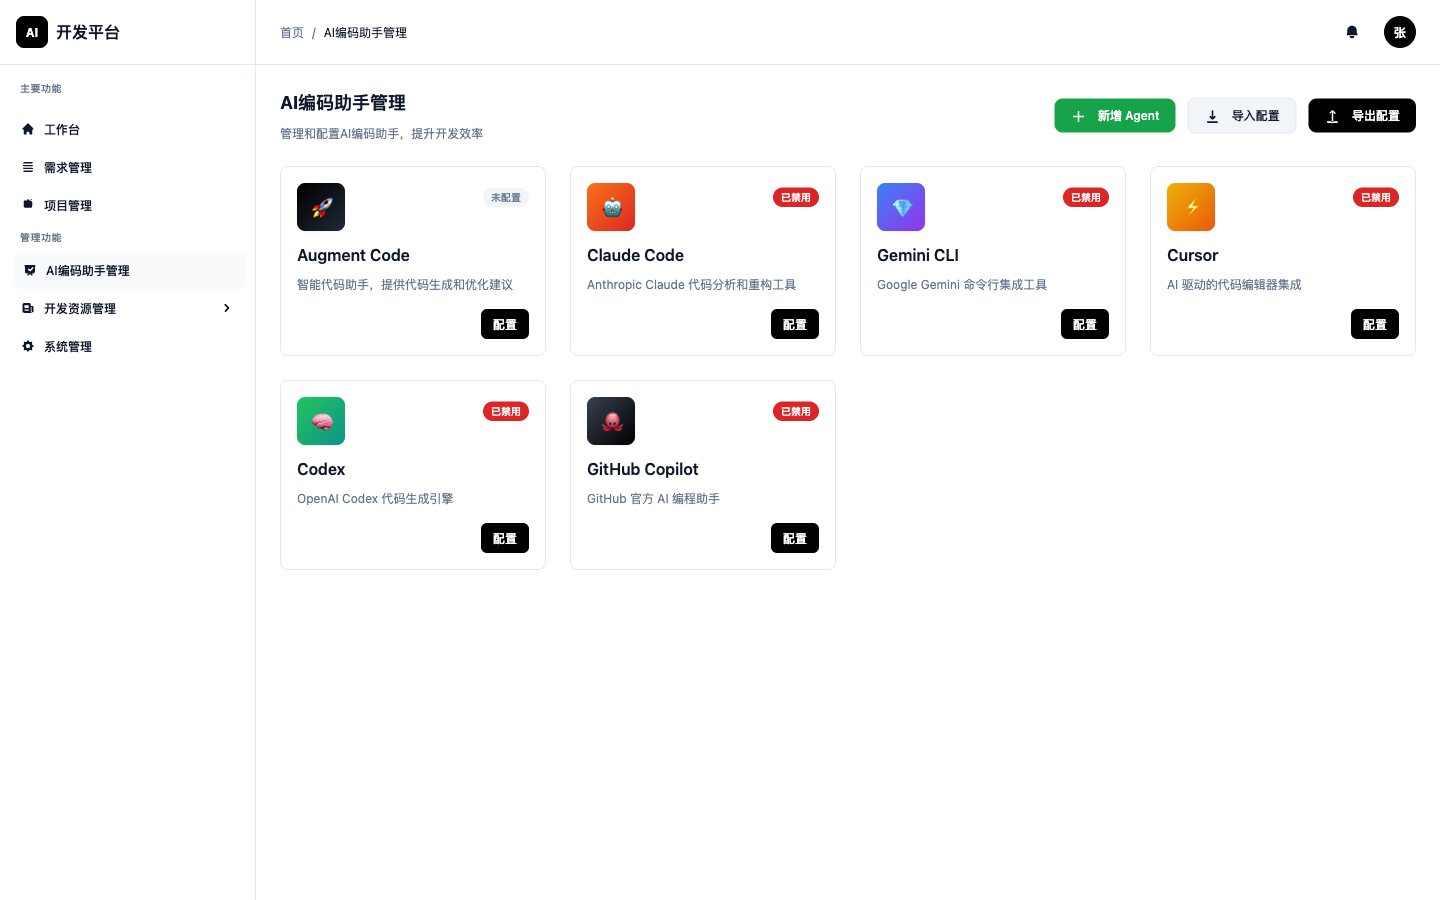 AI 开发平台
首页 / AI编码助手管理
张
主要功能
工作台
需求管理
项目管理
管理功能
AI编码助手管理
开发资源管理
系统管理
AI编码助手管理
管理和配置AI编码助手，提升开发效率
新增 Agent
导入配置
导出配置
未配置
Augment Code
智能代码助手，提供代码生成和优化建议
配置
已禁用
Claude Code
Anthropic Claude 代码分析和重构工具
配置
已禁用
Gemini CLI
Google Gemini 命令行集成工具
配置
已禁用
Cursor
AI 驱动的代码编辑器集成
配置
已禁用
Codex
OpenAI Codex 代码生成引擎
配置
已禁用
GitHub Copilot
GitHub 官方 AI 编程助手
配置